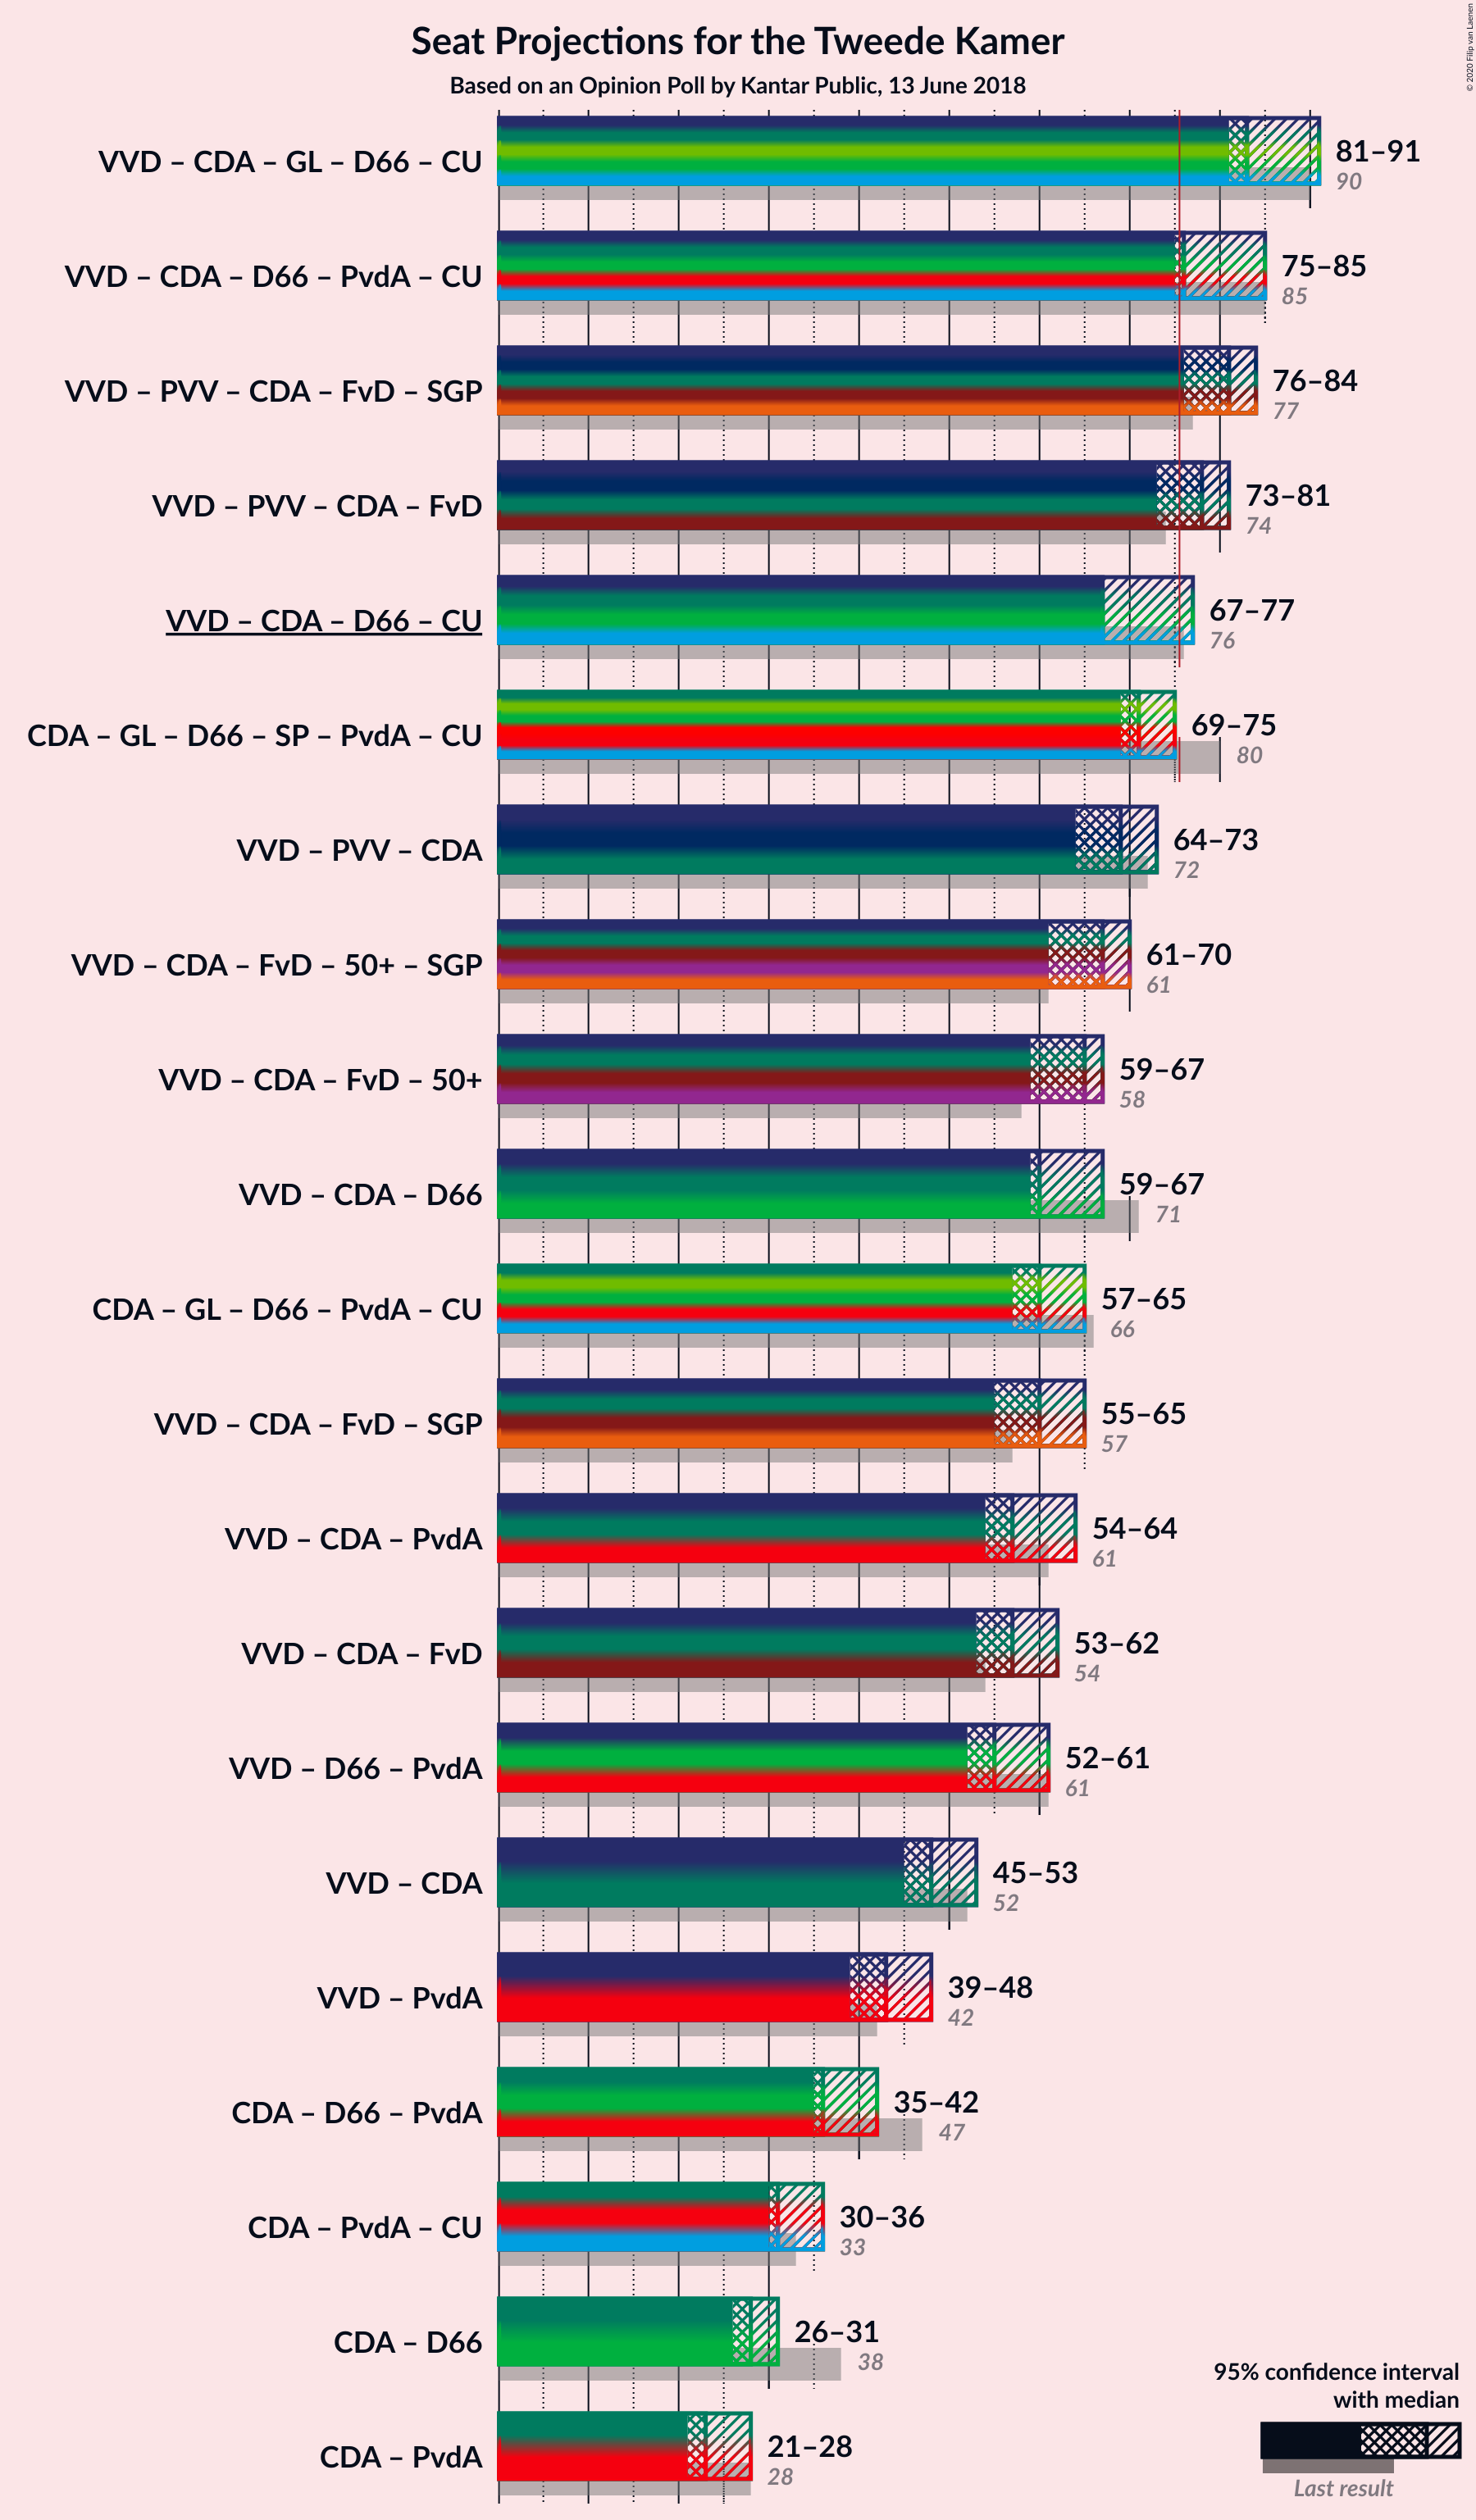 Seat Projections for the Tweede Kamer
Based on an Opinion Poll by Kantar Public, 13 June 2018
© 2020 Filip van Laenen
VVD – CDA – GL – D66 – CU
81–91
90
VVD – CDA – D66 – PvdA – CU
75–85
85
VVD – PVV – CDA – FvD – SGP
76–84
77
VVD – PVV – CDA – FvD
73–81
74
VVD – CDA – D66 – CU
67–77
76
CDA – GL – D66 – SP – PvdA – CU
69–75
80
VVD – PVV – CDA
64–73
72
VVD – CDA – FvD – 50+ – SGP
61–70
61
VVD – CDA – FvD – 50+
59–67
58
VVD – CDA – D66
59–67
71
CDA – GL – D66 – PvdA – CU
57–65
66
VVD – CDA – FvD – SGP
55–65
57
VVD – CDA – PvdA
54–64
61
VVD – CDA – FvD
53–62
54
VVD – D66 – PvdA
52–61
61
VVD – CDA
45–53
52
VVD – PvdA
39–48
42
CDA – D66 – PvdA
35–42
47
CDA – PvdA – CU
30–36
33
CDA – D66
26–31
38
CDA – PvdA
21–28
28
95% confidence interval
with median
Last result